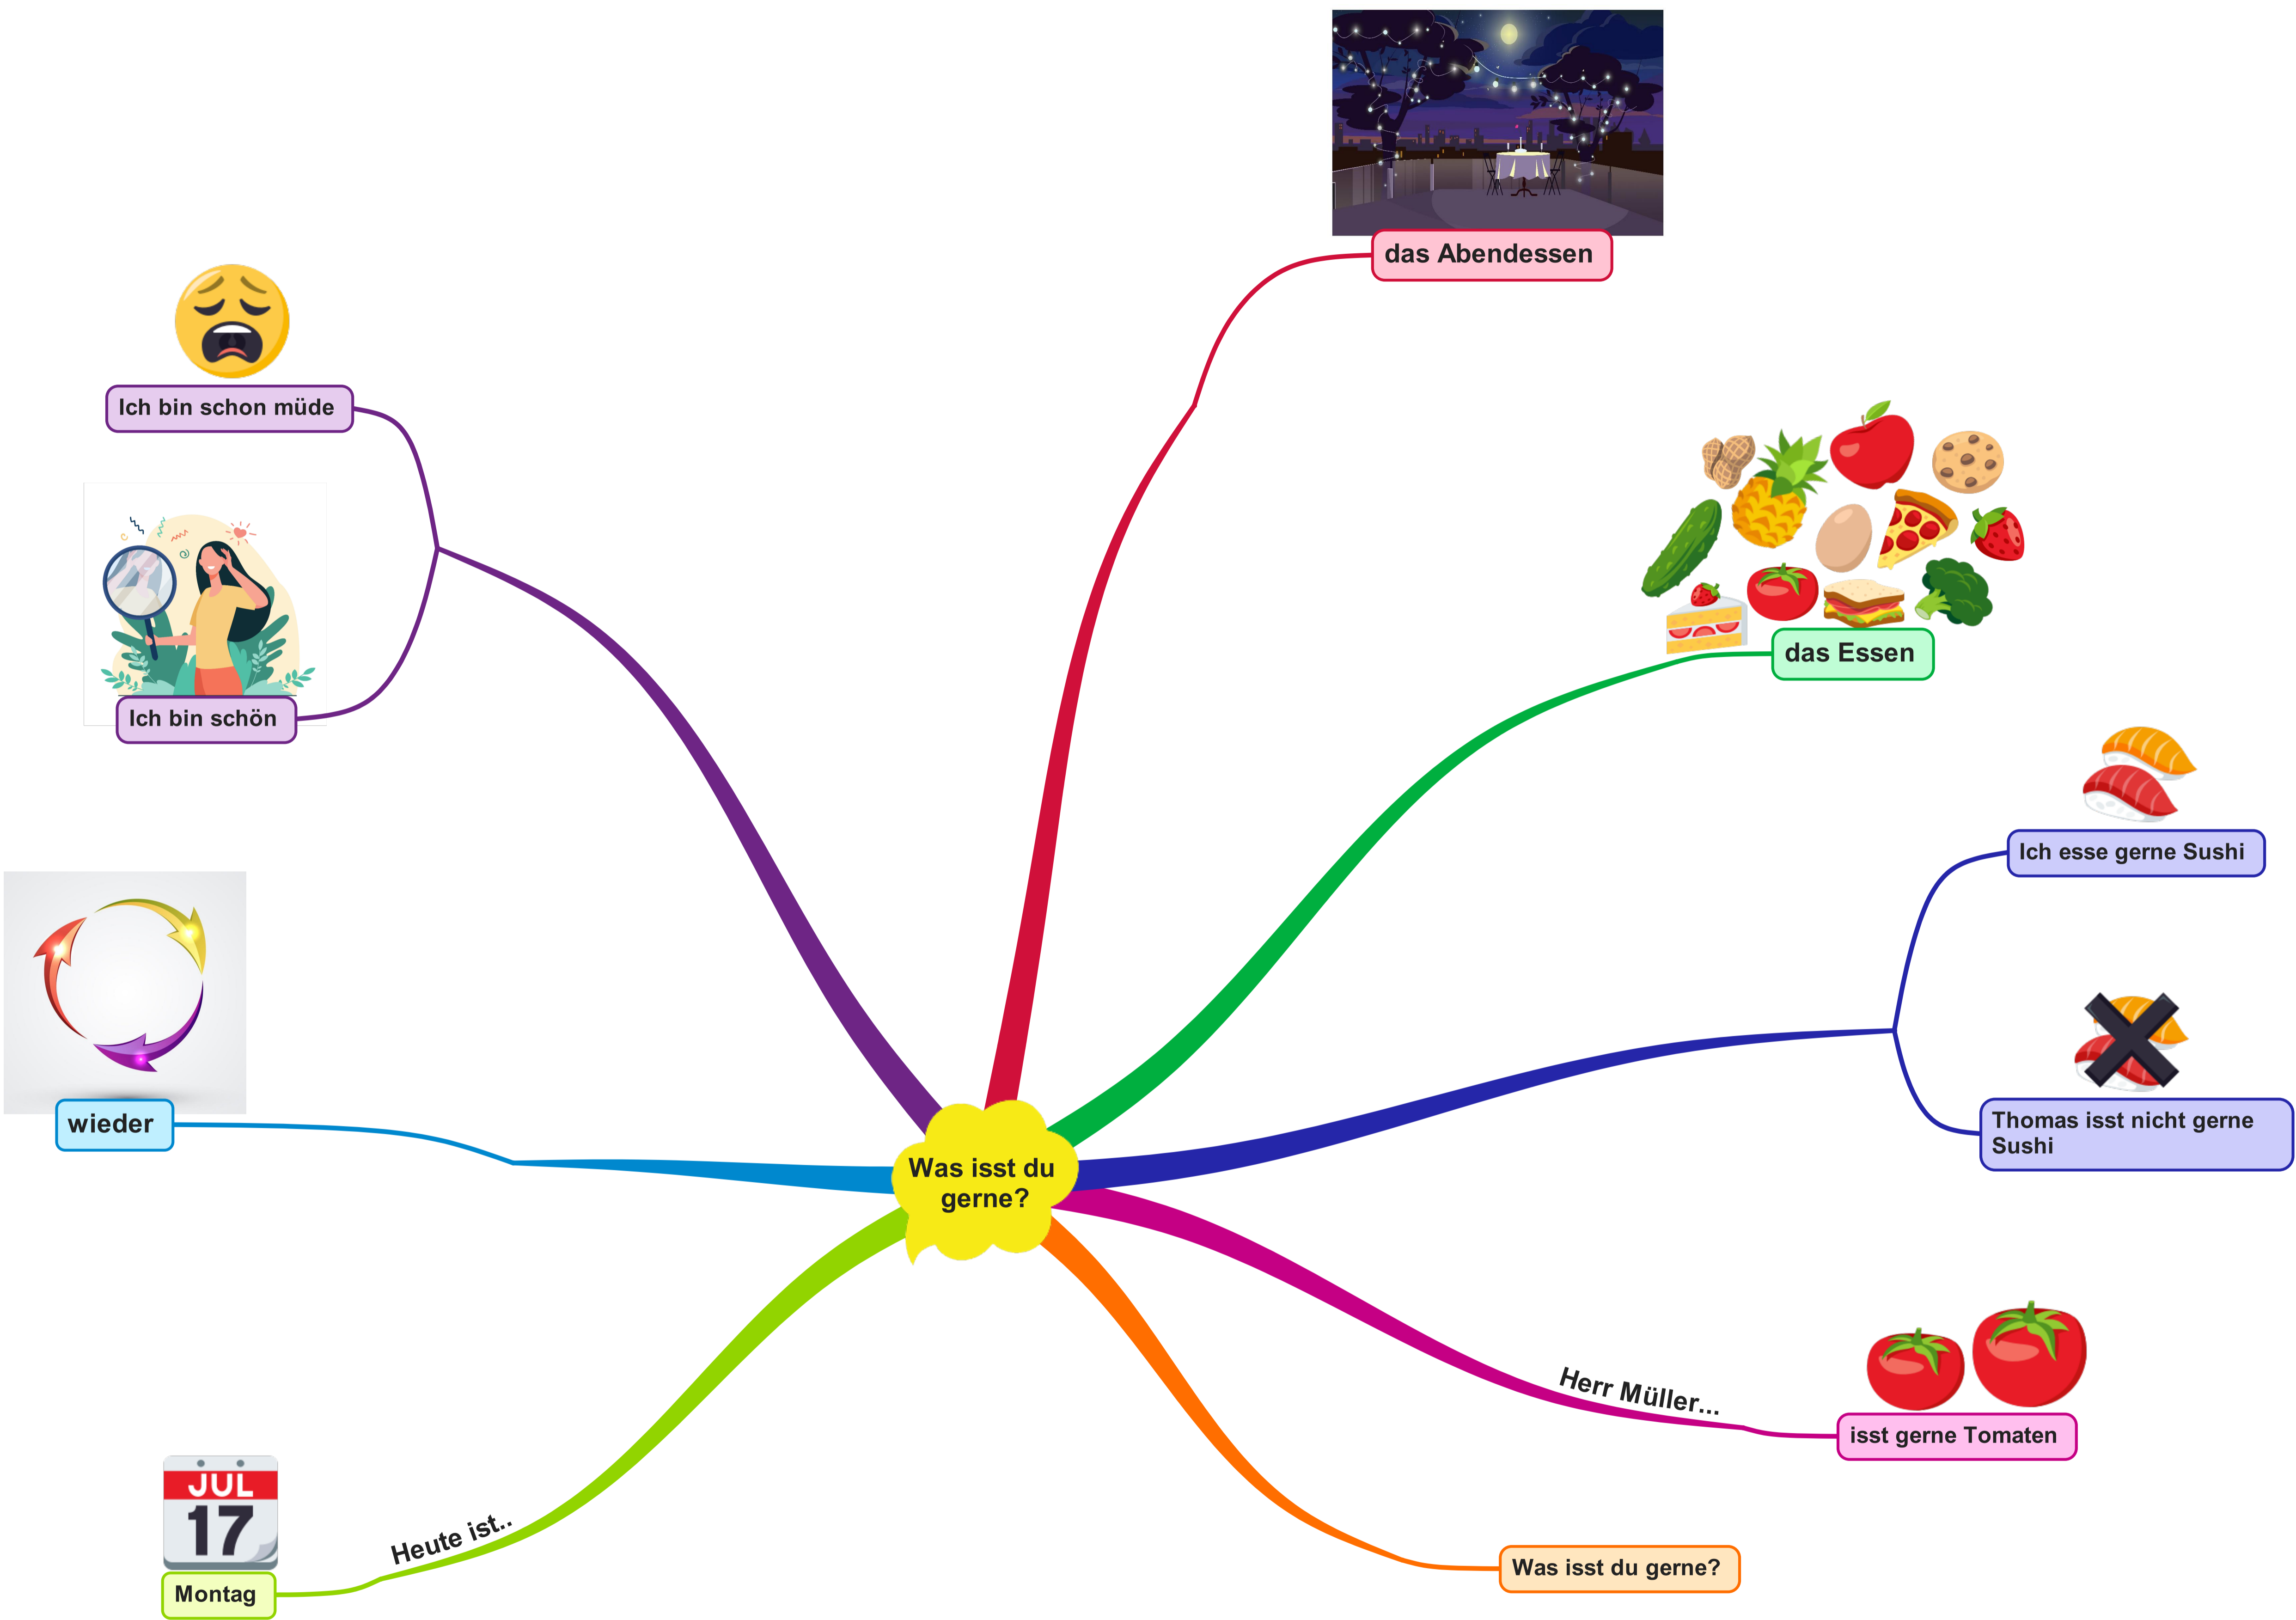 das Abendessen
Ich bin schon müde
das Essen
Ich bin schön
Ich esse gerne Sushi
wieder
Thomas isst nicht gerne
Sushi
Was isst du
gerne?
Herr Müller...
isst gerne Tomaten
JUL
17
Heute ist..
Montag
Was isst du gerne?